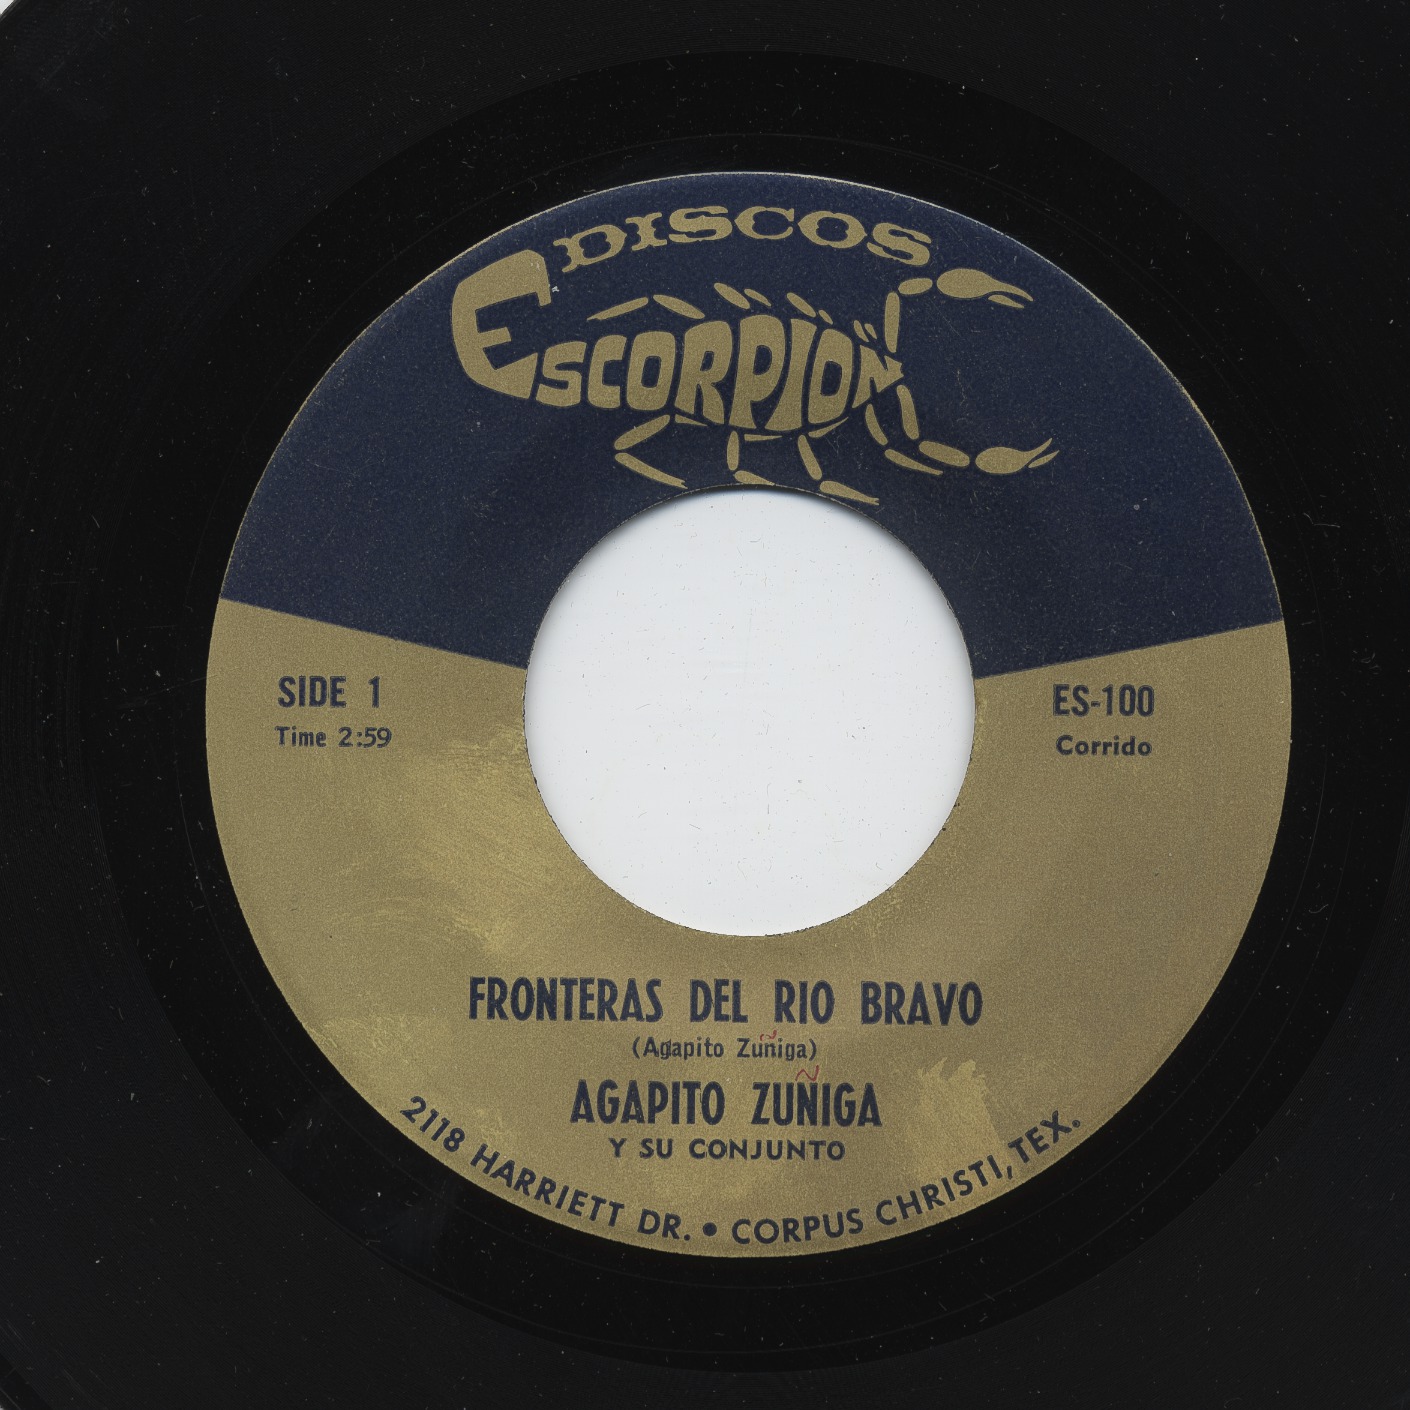 DISCOS
ESCORPION
SIDE 1
Time 2:59
ES-100
Corrido
FRONTERAS DEL RIO BRAVO
(Agapito Zuñiga)
AGAPITO ZUÑIGA
Y SU CONJUNTO
2118 HARRIETT DR. • CORPUS CHRISTI, TEX.